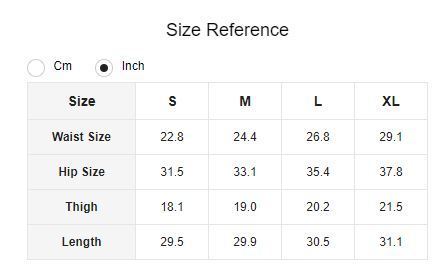 Size Reference
Cm Inch
Size S M L XL
Waist Size 22.8 24.4 26.8 29.1
Hip Size 31.5 33.1 35.4 37.8
Thigh 18.1 19.0 20.2 21.5
Length 29.5 29.9 30.5 31.1